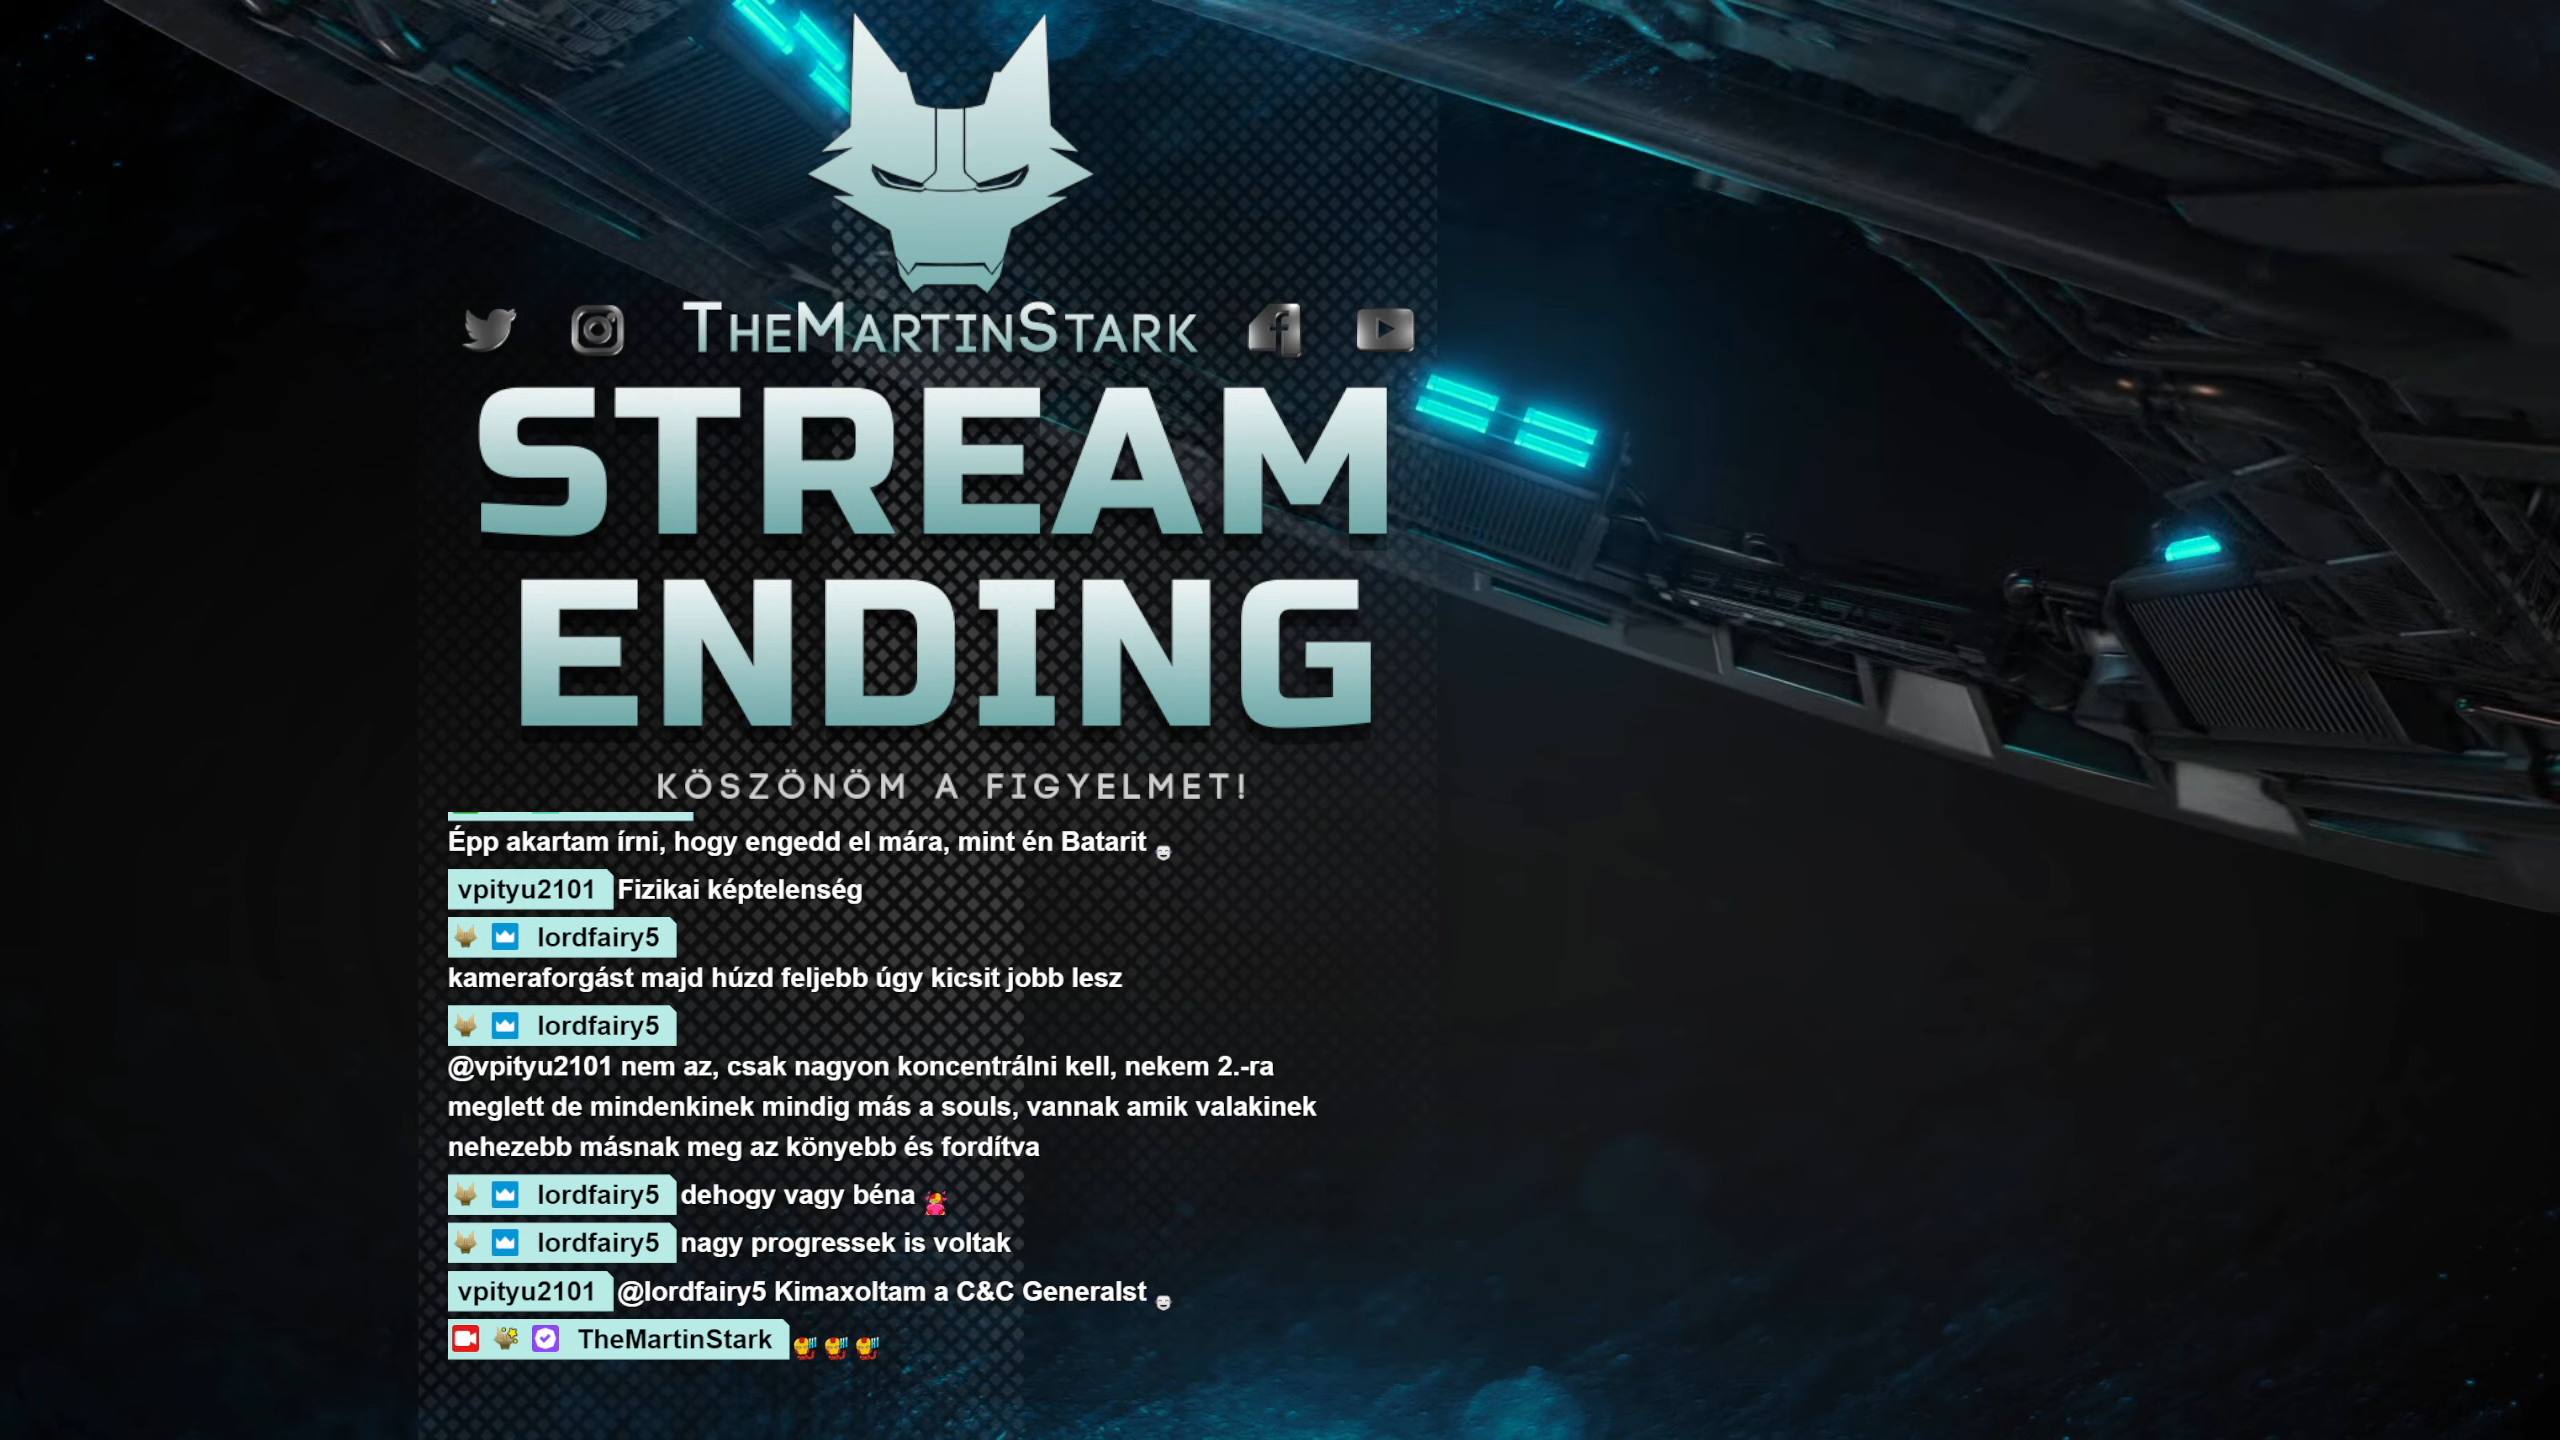 TheMartinStark
STREAM
ENDING
KÖSZÖNÖM A FIGYELMET!
Épp akartam írni, hogy engedd el mára, mint én Batarit
vpityu2101 Fizikai képtelenség
lordfairy5
kameraforgást majd húzd feljebb úgy kicsit jobb lesz
lordfairy5
@vpityu2101 nem az, csak nagyon koncentrálni kell, nekem 2.-ra
meglett de mindenkinek mindig más a souls, vannak amik valakinek
nehezebb másnak meg az könyebb és fordítva
lordfairy5 dehogy vagy béna
lordfairy5 nagy progressek is voltak
vpityu2101 @lordfairy5 Kimaxoltam a C&C Generalst
TheMartinStark